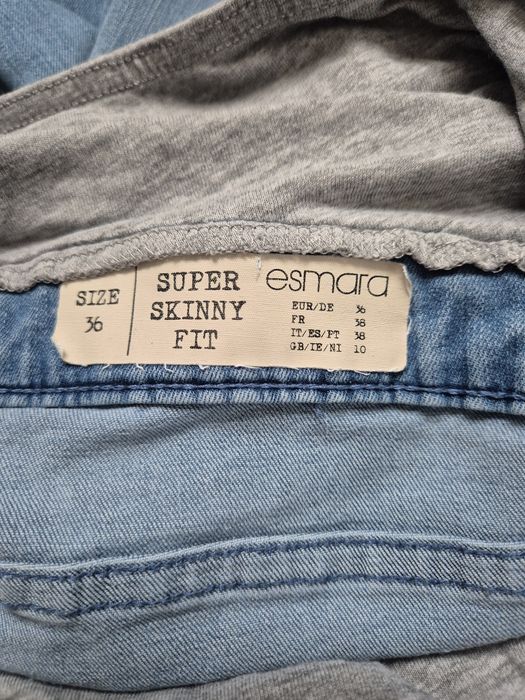 SIZE
36
SUPER
SKINNY
FIT
esmara
EUR/DE 36
FR 38
IT/ES/PT 38
GB/IE/NI 10